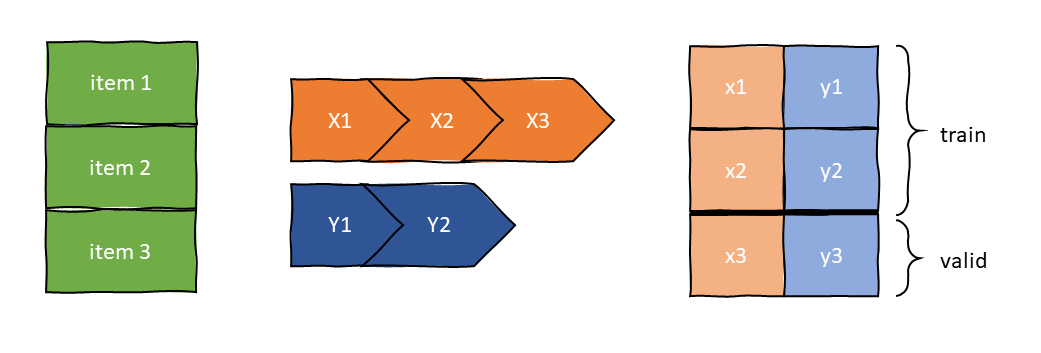 item 1
item 2
item 3
X1 X2 X3
Y1 Y2
x1 y1
x2 y2
x3 y3
train
valid